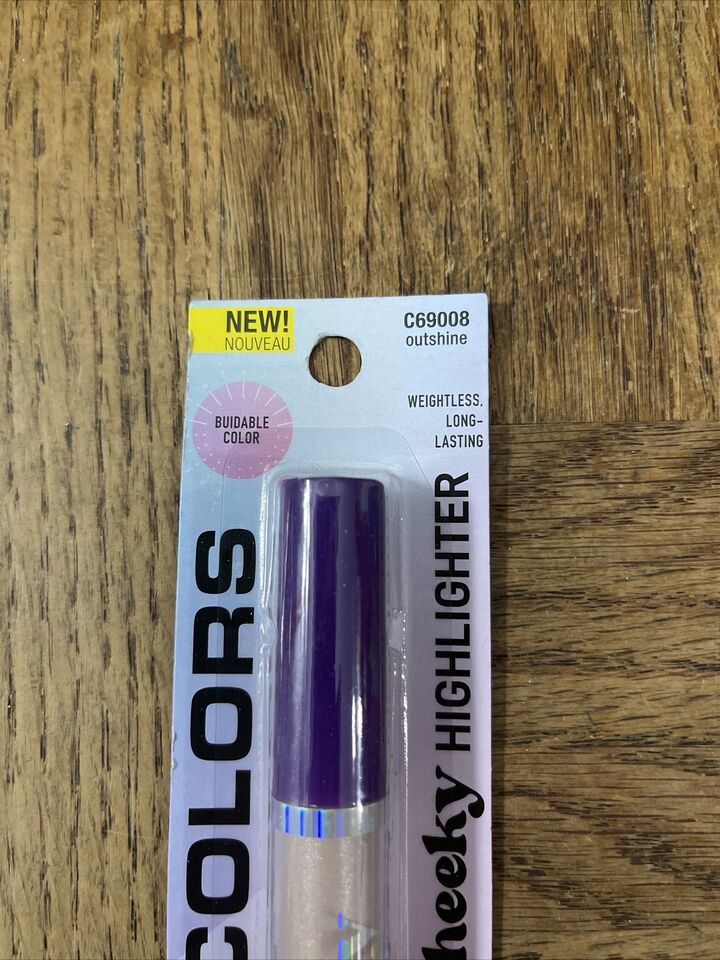 NEW!
NOUVEAU
C69008
outshine
BUIDABLE
COLOR
WEIGHTLESS,
LONG-
LASTING
COLORS
heeky HIGHLIGHTER
A